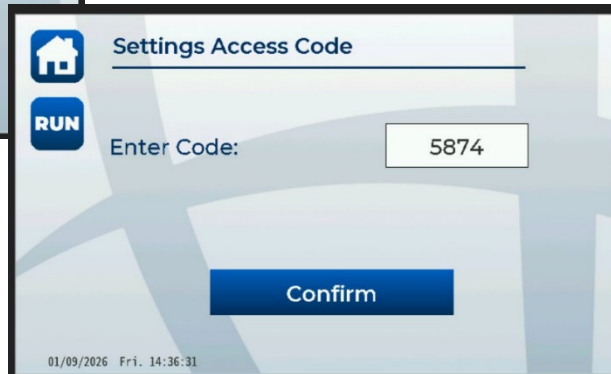 Settings Access Code
RUN
Enter Code: 5874
Confirm
01/09/2026 Fri. 14:36:31